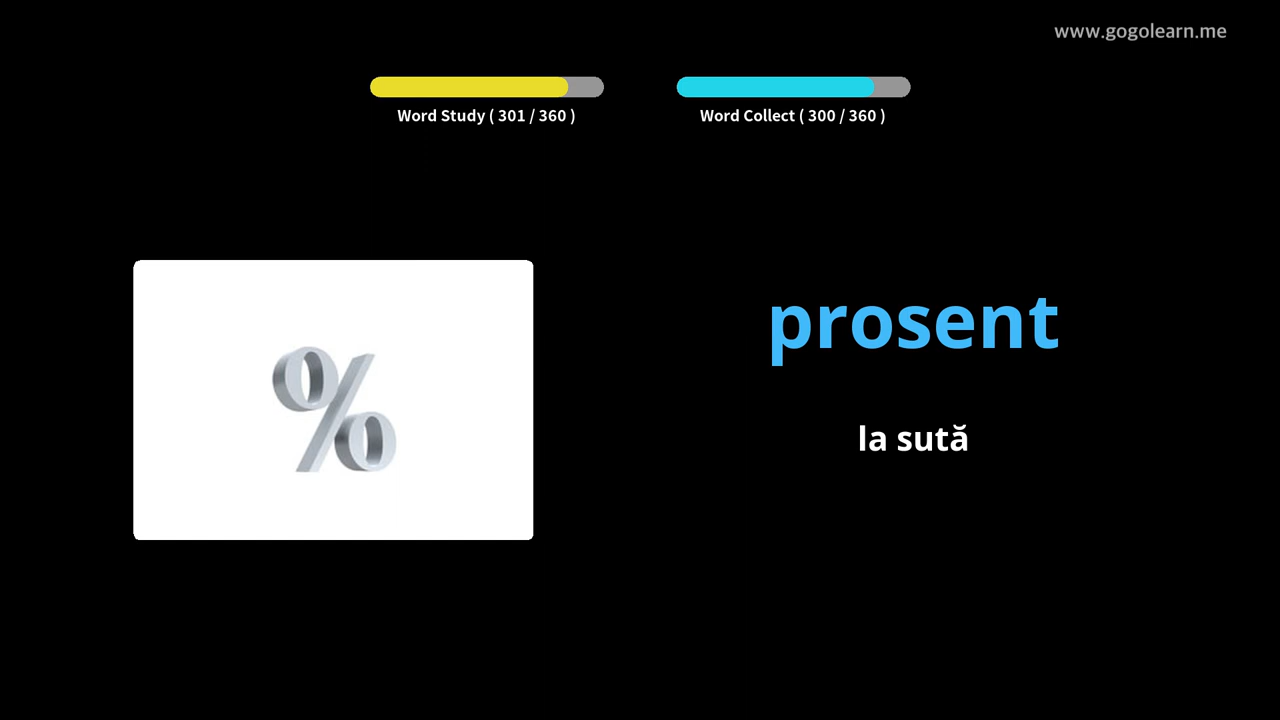 www.gogolearn.me
Word Study ( 301 / 360 )
Word Collect ( 300 / 360 )
%
prosent
la sută